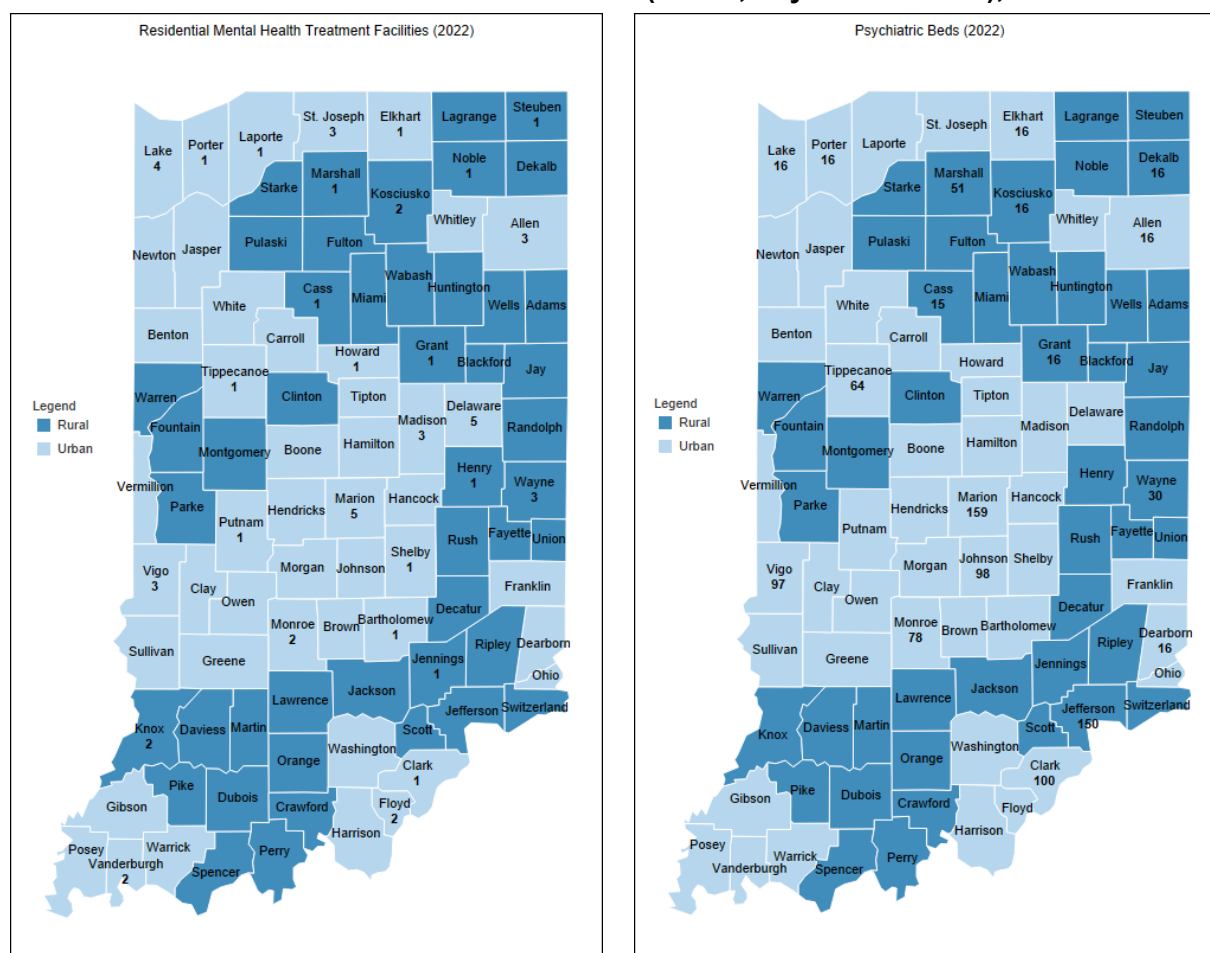 Residential Mental Health Treatment Facilities (2022)
Steuben
1
Lagrange
Elkhart
1
St. Joseph
3
Laporte
1
Porter
1
Lake
4
Noble
1
Dekalb
Marshall
1
Starke
Kosciusko
2
Whitley
Allen
3
Newton
Jasper
Pulaski
Fulton
Wabash
Huntington
Cass
1
Miami
Wells
Adams
White
Benton
Carroll
Howard
1
Grant
1
Blackford
Jay
Tippecanoe
1
Warren
Clinton
Tipton
Madison
3
Delaware
5
Legend
Rural
Urban
Fountain
Randolph
Montgomery
Boone
Hamilton
Henry
1
Wayne
3
Vermillion
Parke
Hendricks
Marion
5
Hancock
Putnam
1
Rush
Fayette
Union
Vigo
3
Clay
Owen
Morgan
Johnson
Shelby
1
Franklin
Decatur
Monroe
2
Brown
Bartholomew
1
Sullivan
Greene
Jennings
1
Ripley
Dearborn
Ohio
Jackson
Lawrence
Jefferson
Switzerland
Knox
2
Daviess
Martin
Scott
Washington
Orange
Clark
1
Pike
Dubois
Crawford
Floyd
2
Gibson
Harrison
Posey
Warrick
Vanderburgh
2
Spencer
Perry
Psychiatric Beds (2022)
Lagrange
Steuben
Elkhart
16
St. Joseph
Laporte
Porter
16
Lake
16
Noble
Dekalb
16
Marshall
51
Starke
Kosciusko
16
Whitley
Allen
16
Newton
Jasper
Pulaski
Fulton
Wabash
Huntington
Cass
15
Miami
Wells
Adams
White
Benton
Carroll
Howard
Grant
16
Blackford
Jay
Tippecanoe
64
Warren
Clinton
Tipton
Madison
Delaware
Legend
Rural
Urban
Fountain
Randolph
Montgomery
Boone
Hamilton
Henry
Wayne
30
Vermillion
Parke
Hendricks
Marion
159
Hancock
Putnam
Rush
Fayette
Union
Vigo
97
Clay
Owen
Morgan
Johnson
98
Shelby
Franklin
Decatur
Monroe
78
Brown
Bartholomew
Sullivan
Greene
Jennings
Ripley
Dearborn
16
Ohio
Jackson
Lawrence
Jefferson
150
Switzerland
Knox
Daviess
Martin
Scott
Washington
Orange
Clark
100
Pike
Dubois
Crawford
Floyd
Gibson
Harrison
Posey
Warrick
Vanderburgh
Spencer
Perry